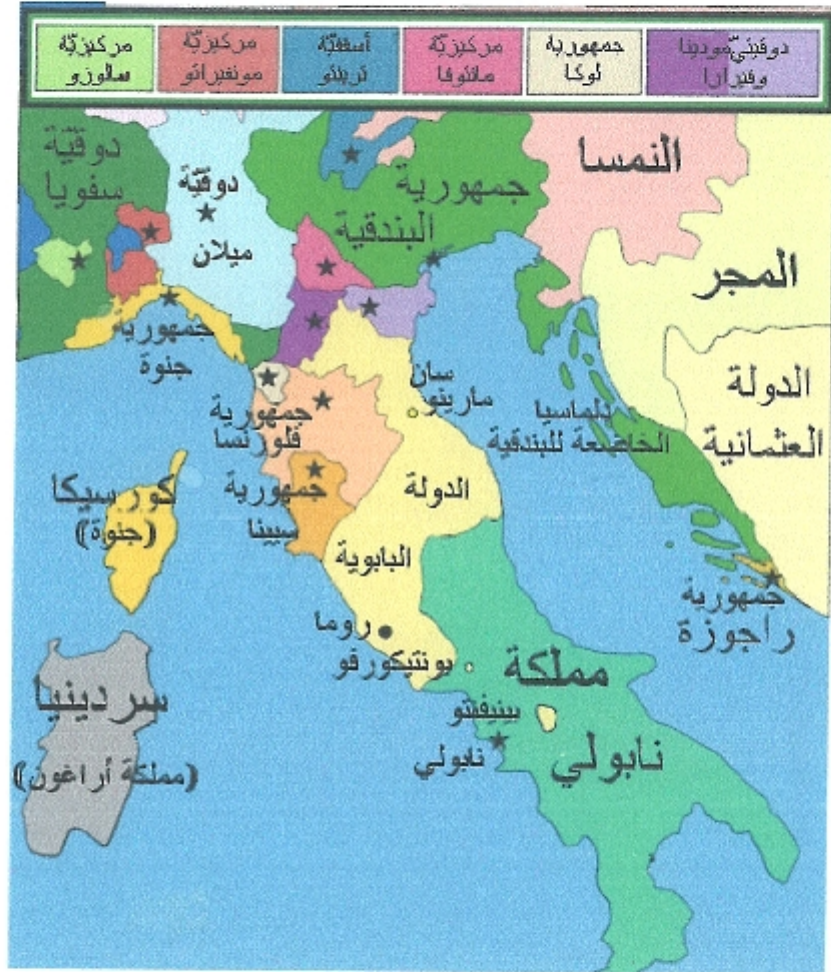 دوقيتيّ مودينا
وفيرارا
جمهورية
لوكا
مركيزيّة
مانتوفا
أسقفيّة
ترينتو
مركيزيّة
مونفيراتو
مركيزيّة
سالوزو
النمسا
دوقيّة
سفويا
دوقيّة
ميلان
جمهورية
البندقية
المجر
جمهورية
جنوة
سان
مارينو
الدولة
العثمانية
دلماسيا
الخاضعة للبندقية
جمهورية
فلورنسا
جمهورية
سيينا
الدولة
البابوية
كورسيكا
(جنوة)
جمهورية
راجوزة
روما
بونتيكورفو
مملكة
نابولي
بينيفنتو
نابولي
سردينيا
(مملكة أراغون)